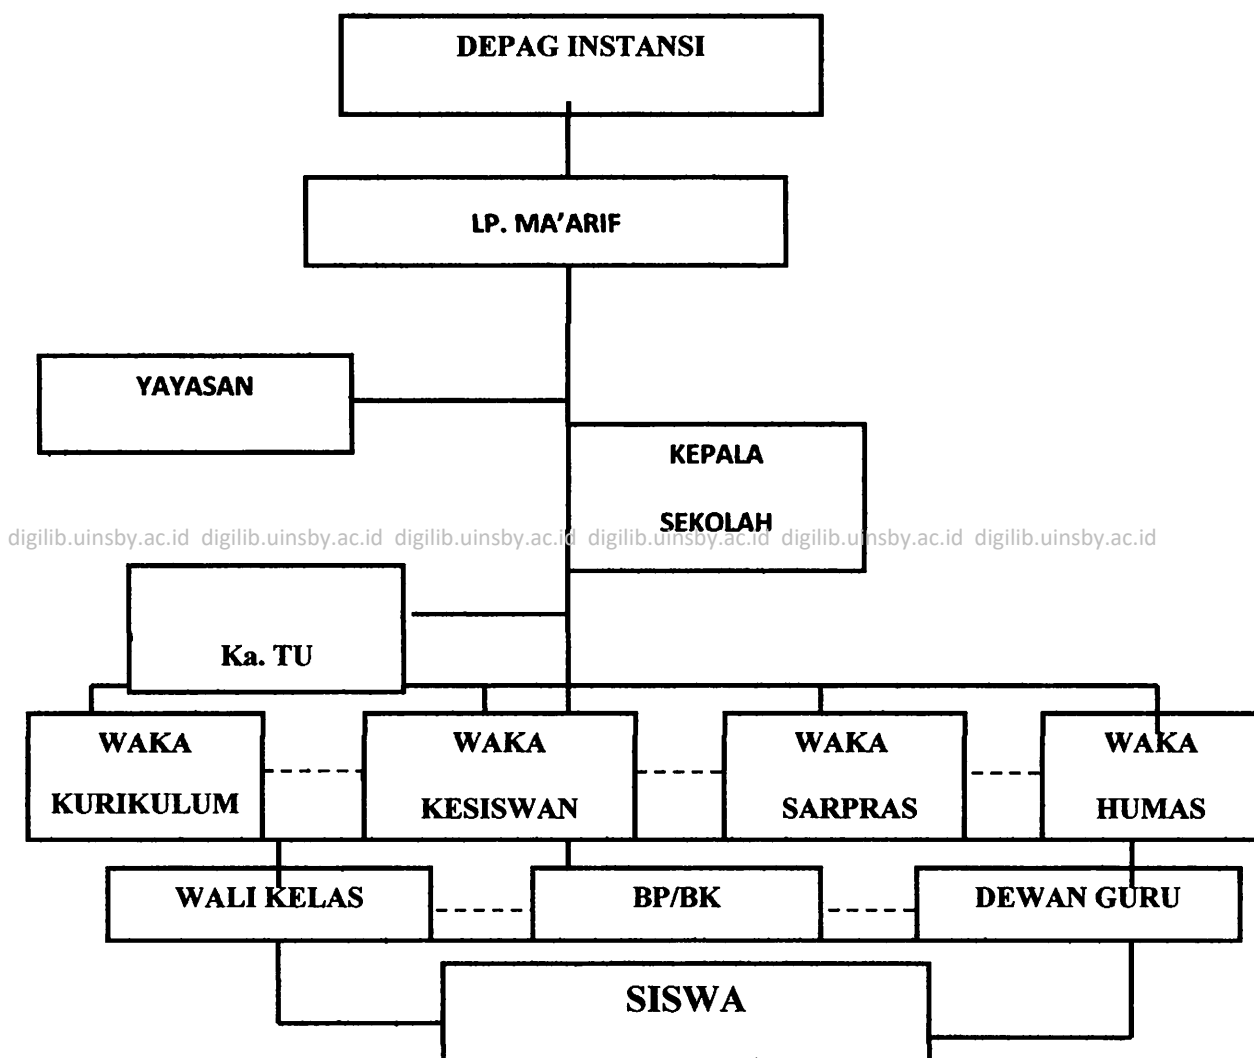 DEPAG INSTANSI
LP. MA'ARIF
YAYASAN
KEPALA
SEKOLAH
digilib.uinsby.ac.id digilib.uinsby.ac.id digilib.uinsby.ac.id digilib.uinsby.ac.id digilib.uinsby.ac.id digilib.uinsby.ac.id
Ka. TU
WAKA
KURIKULUM
WAKA
KESISWAN
WAKA
SARPRAS
WAKA
HUMAS
WALI KELAS
BP/BK
DEWAN GURU
SISWA